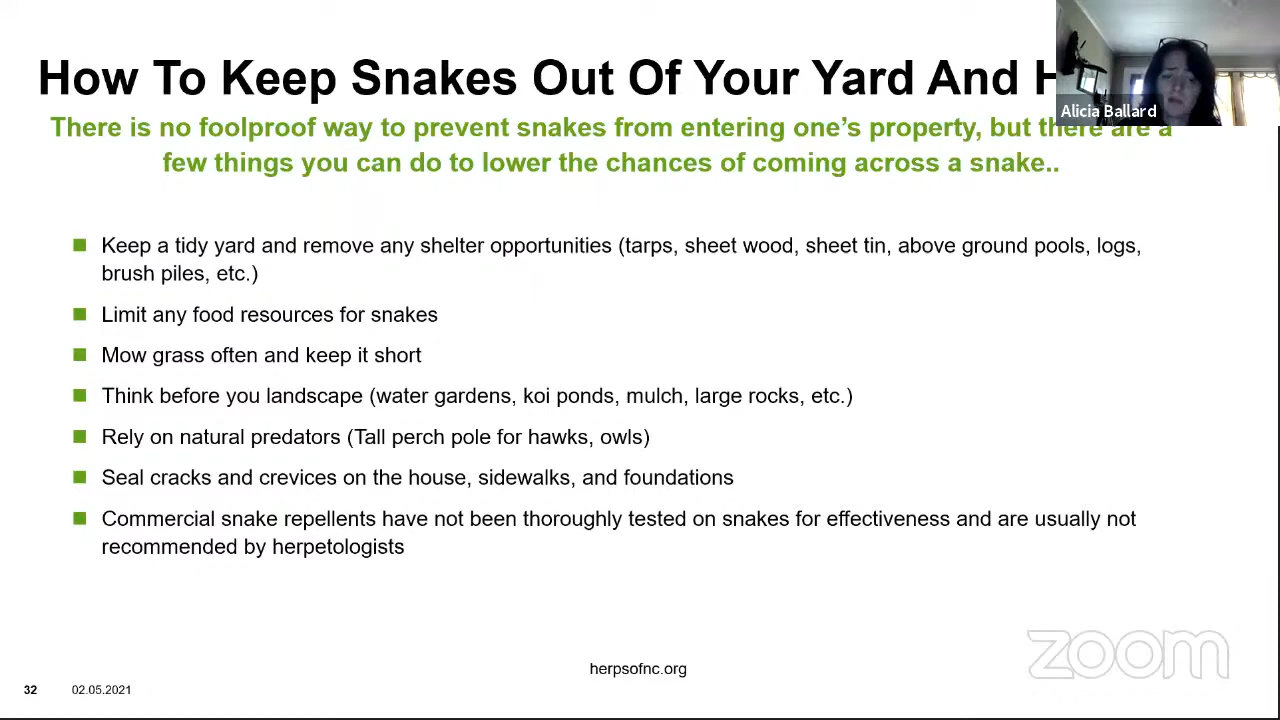 How To Keep Snakes Out Of Your Yard And H
Alicia Ballard
There is no foolproof way to prevent snakes from entering one's property, but there are a
few things you can do to lower the chances of coming across a snake..
Keep a tidy yard and remove any shelter opportunities (tarps, sheet wood, sheet tin, above ground pools, logs,
brush piles, etc.)
Limit any food resources for snakes
Mow grass often and keep it short
Think before you landscape (water gardens, koi ponds, mulch, large rocks, etc.)
Rely on natural predators (Tall perch pole for hawks, owls)
Seal cracks and crevices on the house, sidewalks, and foundations
Commercial snake repellents have not been thoroughly tested on snakes for effectiveness and are usually not
recommended by herpetologists
zoom
herpsofnc.org
32 02.05.2021